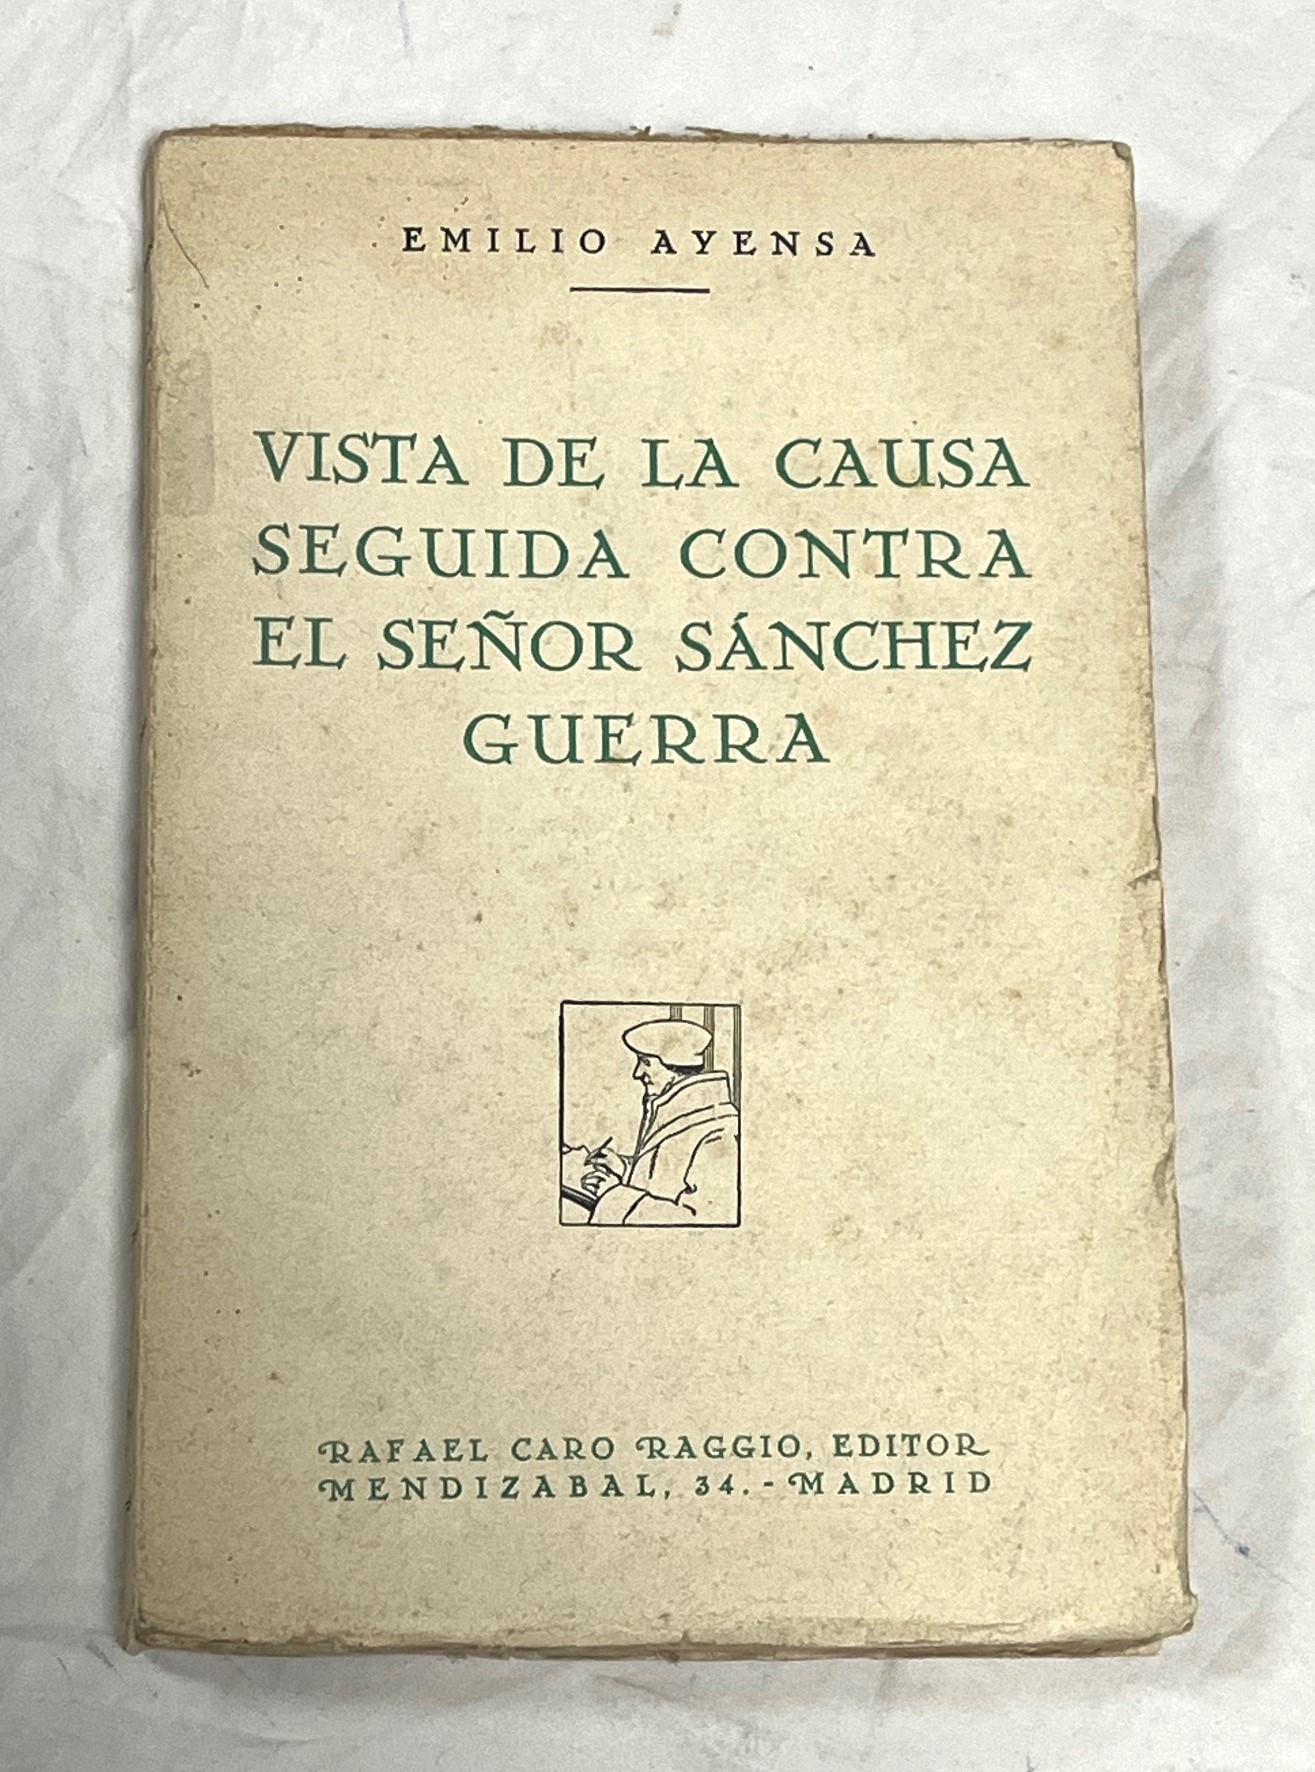 EMILIO AYENSA
VISTA DE LA CAUSA
SEGUIDA CONTRA
EL SEÑOR SÁNCHEZ
GUERRA
RAFAEL CARO RAGGIO, EDITOR
MENDIZABAL, 34.-MADRID